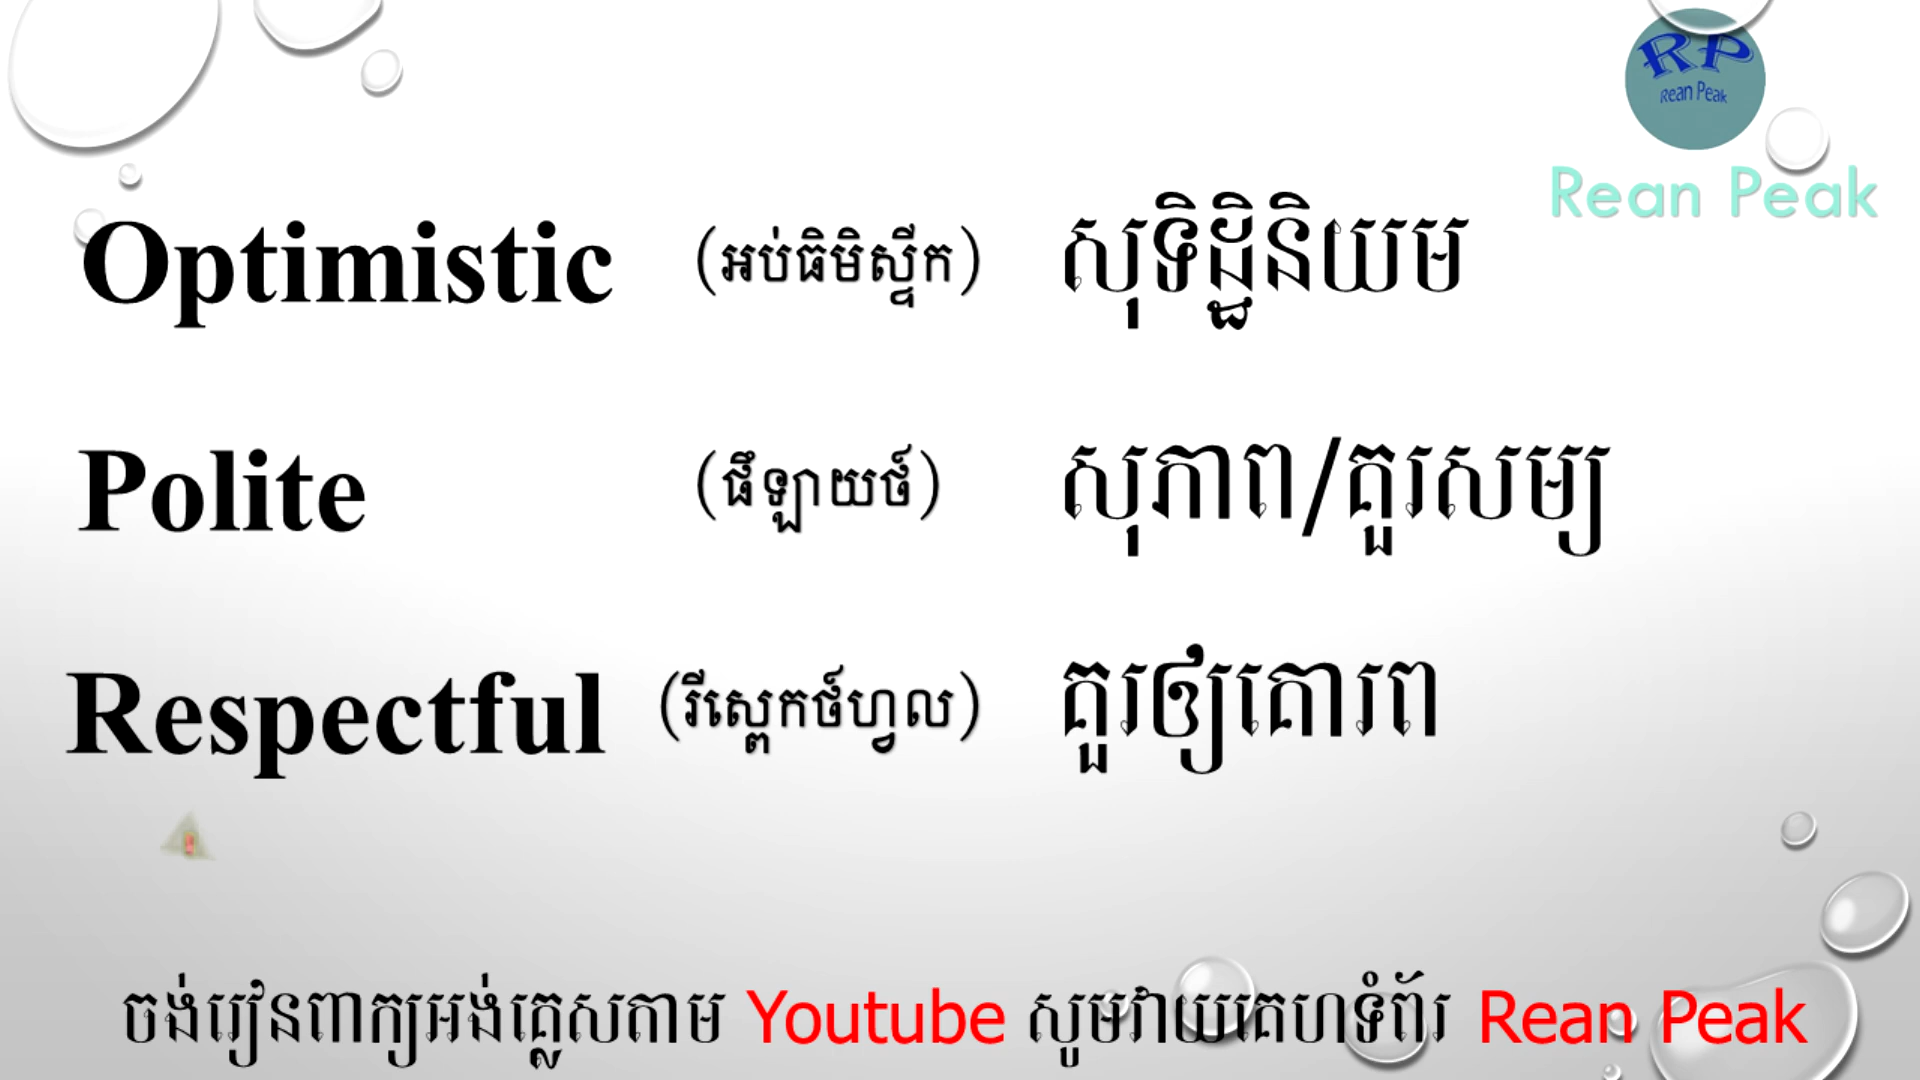 RP
Rean Peak
Rean Peak
Optimistic (អប់ធិមិស្ទីក) សុទិដ្ឋិនិយម
Polite (ផឺឡាយថ៍) សុភាព/គួរសម្យ
Respectful (រីស្ពេកថ៍ហ្វល) គួរឲ្យគោរព
ចង់រៀនពាក្យអង់គ្លេសតាម Youtube សូមវាយគេហទំព័រ Rean Peak